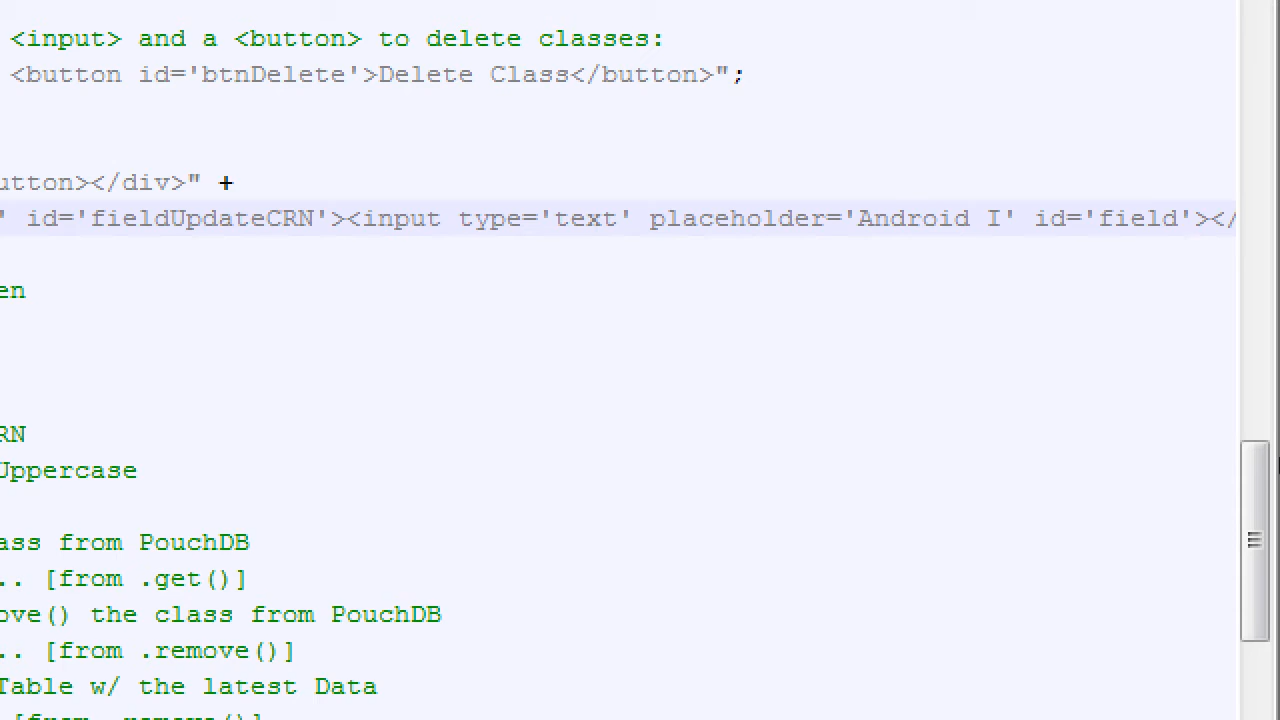 <input> and a <button> to delete classes:
<button id='btnDelete'>Delete Class</button>";
utton></div>" +
' id='fieldUpdateCRN'><input type='text' placeholder='Android I' id='field'></
en
RN
Uppercase
ass from PouchDB
.. [from .get()]
ove() the class from PouchDB
.. [from .remove()]
Table w/ the latest Data
[from .remove()]